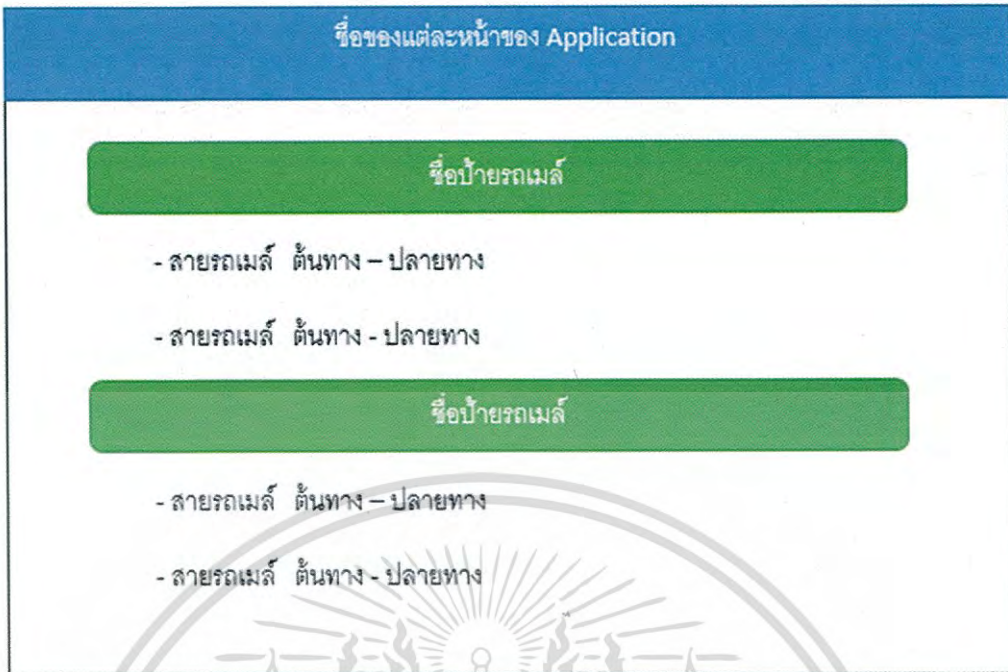 ชื่อของแต่ละหน้าของ Application
ชื่อป้ายรถเมล์
- สายรถเมล์ ต้นทาง – ปลายทาง
- สายรถเมล์ ต้นทาง - ปลายทาง
ชื่อป้ายรถเมล์
- สายรถเมล์ ต้นทาง – ปลายทาง
- สายรถเมล์ ต้นทาง - ปลายทาง